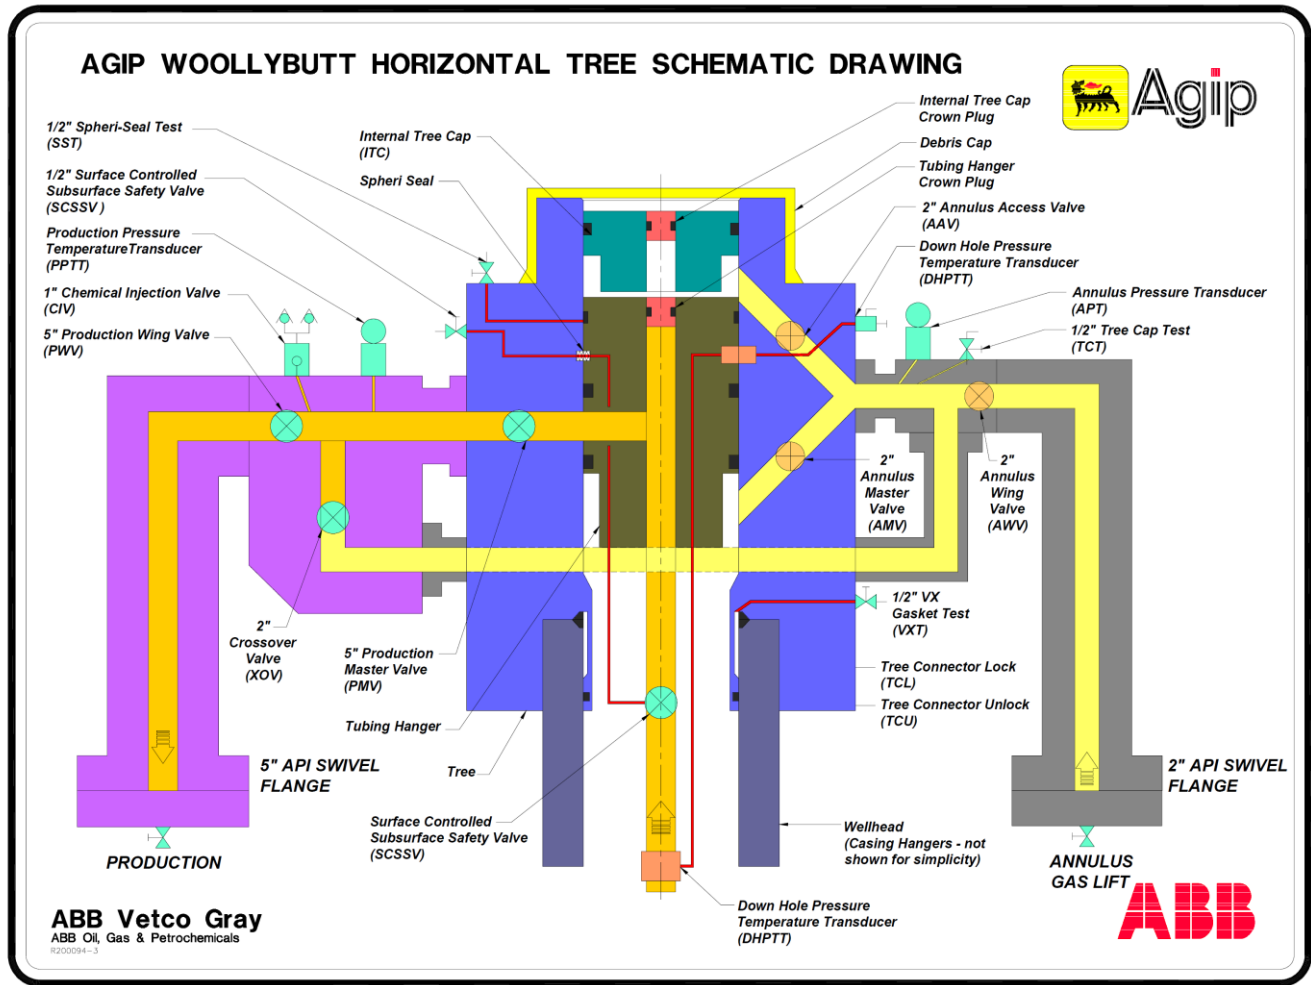 AGIP WOOLLYBUTT HORIZONTAL TREE SCHEMATIC DRAWING
Agip
1/2" Spheri-Seal Test
(SST)
1/2" Surface Controlled
Subsurface Safety Valve
(SCSSV )
Production Pressure
TemperatureTransducer
(PPTT)
1" Chemical Injection Valve
(CIV)
5" Production Wing Valve
(PWV)
Internal Tree Cap
(ITC)
Spheri Seal
Internal Tree Cap
Crown Plug
Debris Cap
Tubing Hanger
Crown Plug
2" Annulus Access Valve
(AAV)
Down Hole Pressure
Temperature Transducer
(DHPTT)
Annulus Pressure Transducer
(APT)
1/2" Tree Cap Test
(TCT)
2"
Annulus
Master
Valve
(AMV)
2"
Annulus
Wing
Valve
(AWV)
2"
Crossover
Valve
(XOV)
5" Production
Master Valve
(PMV)
Tubing Hanger
Tree
1/2" VX
Gasket Test
(VXT)
Tree Connector Lock
(TCL)
Tree Connector Unlock
(TCU)
5" API SWIVEL
FLANGE
2" API SWIVEL
FLANGE
Surface Controlled
Subsurface Safety Valve
(SCSSV)
Wellhead
(Casing Hangers - not
shown for simplicity)
PRODUCTION
ANNULUS
GAS LIFT
Down Hole Pressure
Temperature Transducer
(DHPTT)
ABB Vetco Gray
ABB Oil, Gas & Petrochemicals
R200094-3
ABB